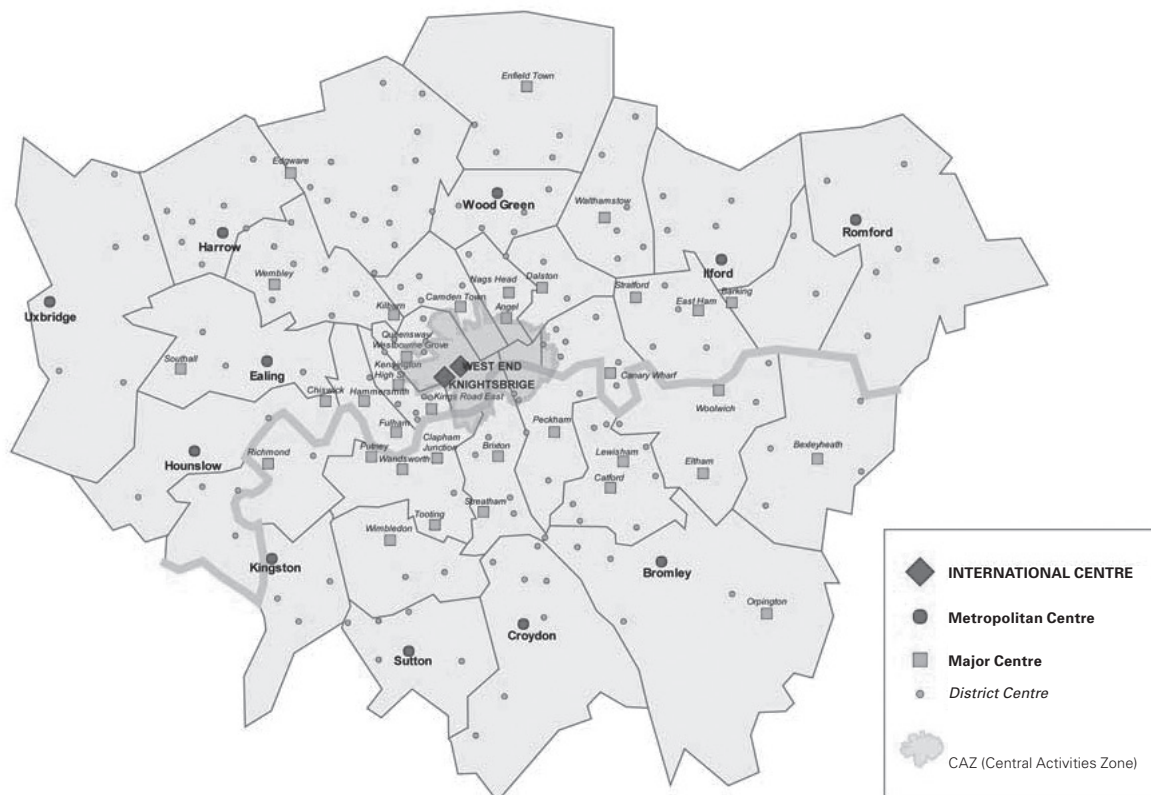 Enfield Town
Edgware
Wood Green
Walthamstow
Harrow
Romford
Ilford
Wembley
Nags Head
Dalston
Stratford
Barking
East Ham
Uxbridge
Kilburn
Camden Town
Angel
Queensway/
Westbourne Grove
Southall
Ealing
Kensington
High St
WEST END
KNIGHTSBRIGE
Canary Wharf
Chiswick
Hammersmith
Kings Road East
Woolwich
Fulham
Peckham
Hounslow
Richmond
Putney
Wandsworth
Clapham
Junction
Brixton
Lewisham
Eltham
Bexleyheath
Catford
Streatham
Tooting
Wimbledon
Kingston
Bromley
Orpington
Croydon
Sutton
INTERNATIONAL CENTRE
Metropolitan Centre
Major Centre
District Centre
CAZ (Central Activities Zone)